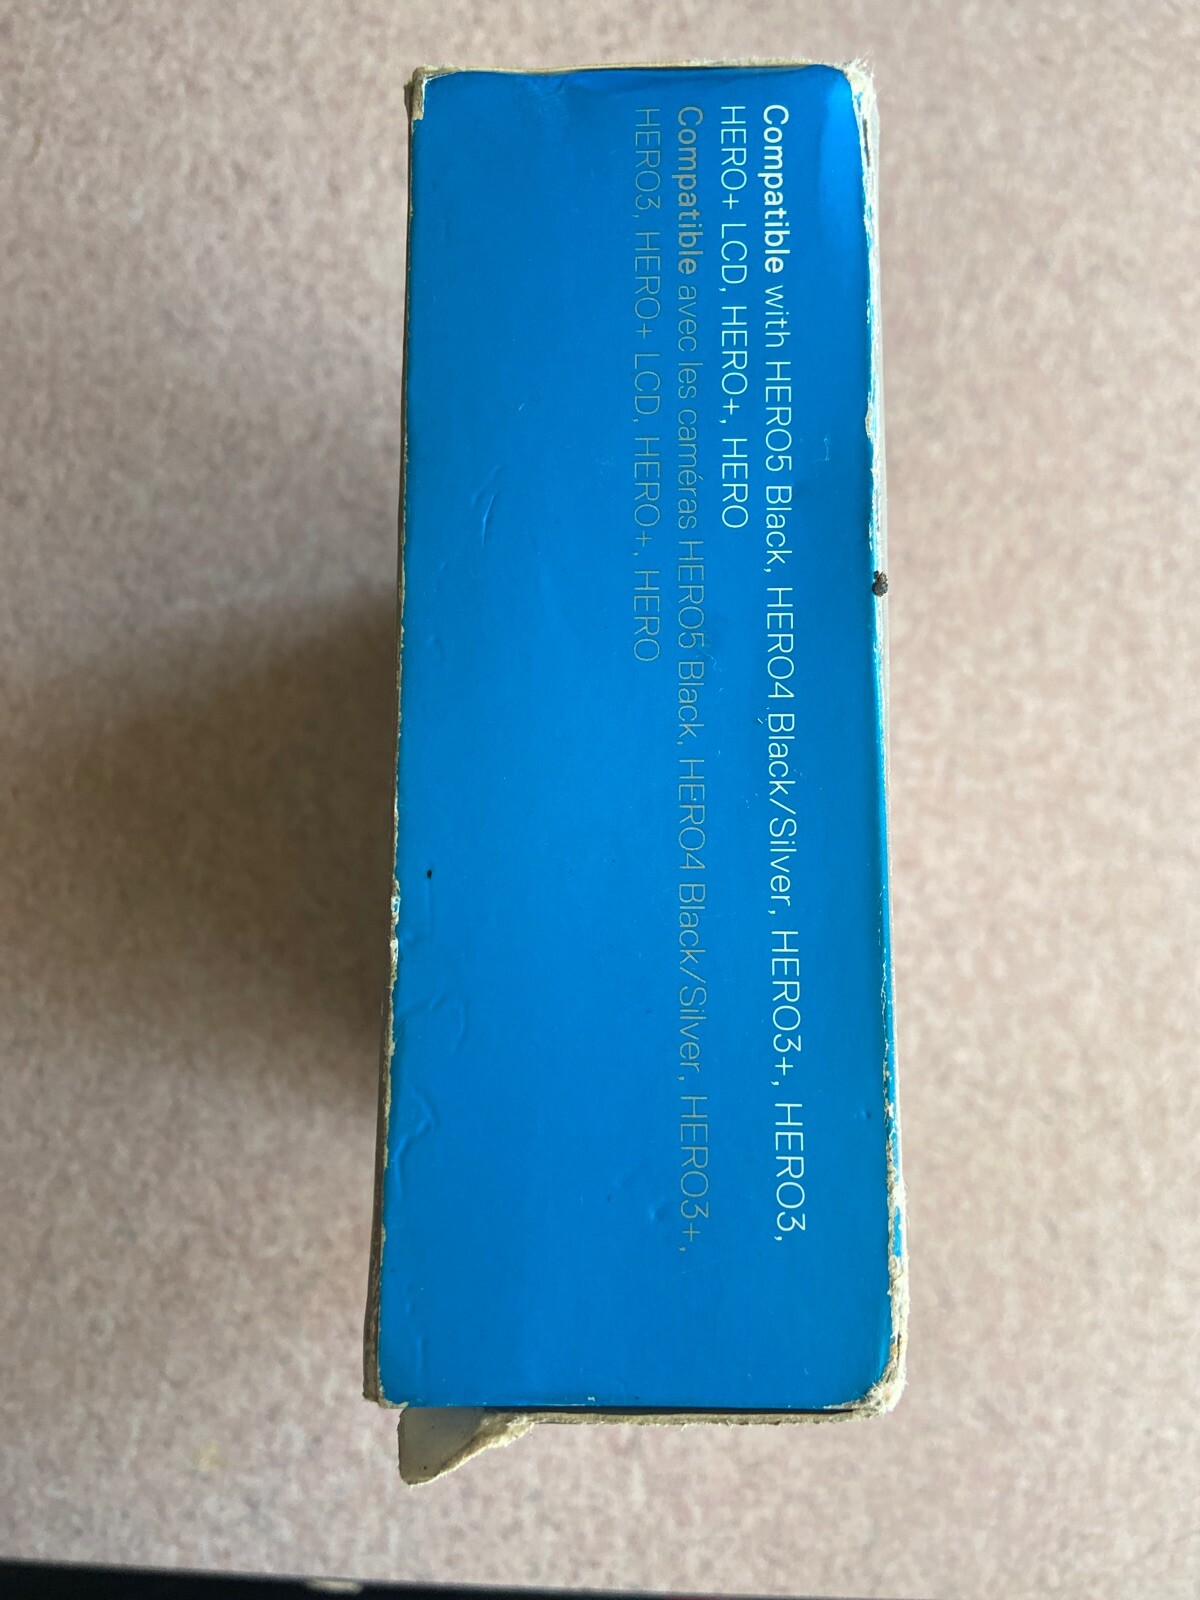 Compatible with HERO5 Black, HERO4 Black/Silver, HERO3+, HERO3,
HERO+ LCD, HERO+, HERO
Compatible avec les caméras HERO5 Black, HERO4 Black/Silver, HERO3+,
HERO3, HERO+ LCD, HERO+, HERO